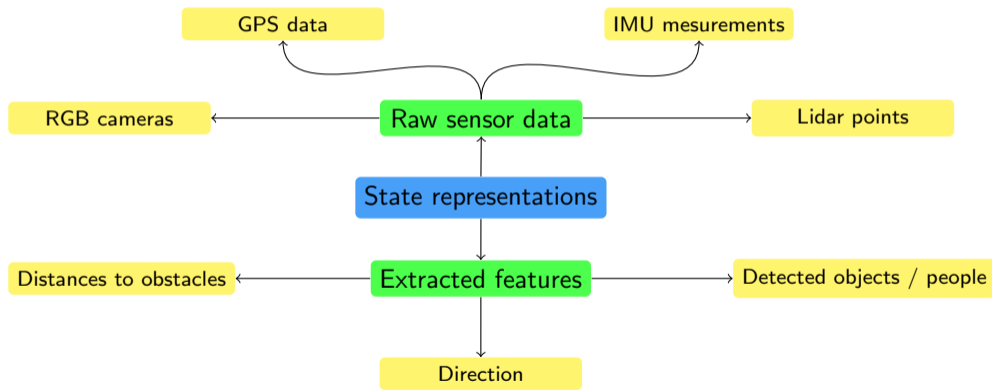 GPS data
IMU mesurements
RGB cameras
Raw sensor data
Lidar points
State representations
Distances to obstacles
Extracted features
Detected objects / people
Direction